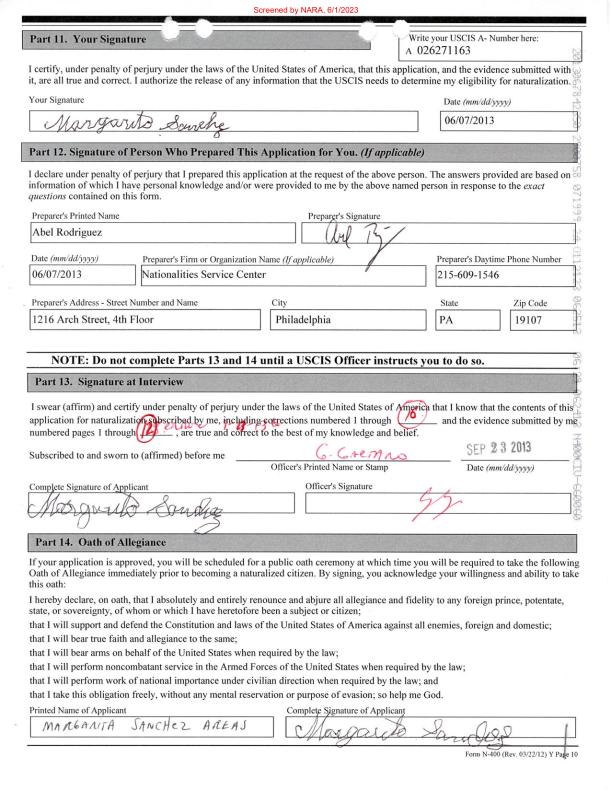 Screened by NARA, 6/1/2023
Part 11. Your Signature
Write your USCIS A- Number here:
A 026271163
I certify, under penalty of perjury under the laws of the United States of America, that this application, and the evidence submitted with
it, are all true and correct. I authorize the release of any information that the USCIS needs to determine my eligibility for naturalization.
Your Signature
Date (mm/dd/yyyy)
Margarita Sanchez
06/07/2013
Part 12. Signature of Person Who Prepared This Application for You. (If applicable)
I declare under penalty of perjury that I prepared this application at the request of the above person. The answers provided are based on
information of which I have personal knowledge and/or were provided to me by the above named person in response to the exact
questions contained on this form.
Preparer's Printed Name
Preparer's Signature
Abel Rodriguez
Date (mm/dd/yyyy)
Preparer's Firm or Organization Name (If applicable)
Preparer's Daytime Phone Number
06/07/2013
Nationalities Service Center
215-609-1546
Preparer's Address - Street Number and Name
City
State
Zip Code
1216 Arch Street, 4th Floor
Philadelphia
PA
19107
NOTE: Do not complete Parts 13 and 14 until a USCIS Officer instructs you to do so.
Part 13. Signature at Interview
I swear (affirm) and certify under penalty of perjury under the laws of the United States of America that I know that the contents of this
application for naturalization subscribed by me, including corrections numbered 1 through 10 and the evidence submitted by me
numbered pages 1 through 12, are true and correct to the best of my knowledge and belief.
Subscribed to and sworn to (affirmed) before me
SEP 23 2013
Officer's Printed Name or Stamp
Date (mm/dd/yyyy)
Complete Signature of Applicant
Officer's Signature
Margarita Sanchez
Part 14. Oath of Allegiance
If your application is approved, you will be scheduled for a public oath ceremony at which time you will be required to take the following
Oath of Allegiance immediately prior to becoming a naturalized citizen. By signing, you acknowledge your willingness and ability to take
this oath:
I hereby declare, on oath, that I absolutely and entirely renounce and abjure all allegiance and fidelity to any foreign prince, potentate,
state, or sovereignty, of whom or which I have heretofore been a subject or citizen;
that I will support and defend the Constitution and laws of the United States of America against all enemies, foreign and domestic;
that I will bear true faith and allegiance to the same;
that I will bear arms on behalf of the United States when required by the law;
that I will perform noncombatant service in the Armed Forces of the United States when required by the law;
that I will perform work of national importance under civilian direction when required by the law; and
that I take this obligation freely, without any mental reservation or purpose of evasion; so help me God.
Printed Name of Applicant
Complete Signature of Applicant
MARGARITA SANCHEZ AREAS
Margarita Sanchez
Form N-400 (Rev. 03/22/12) Y Page 10